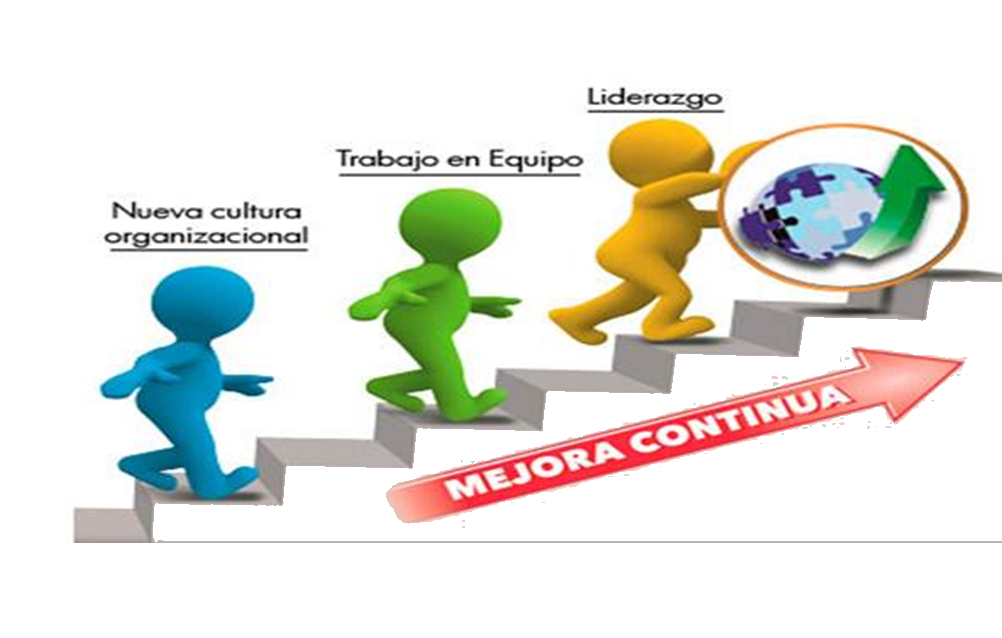 Liderazgo
Trabajo en Equipo
Nueva cultura
organizacional
MEJORA CONTINUA